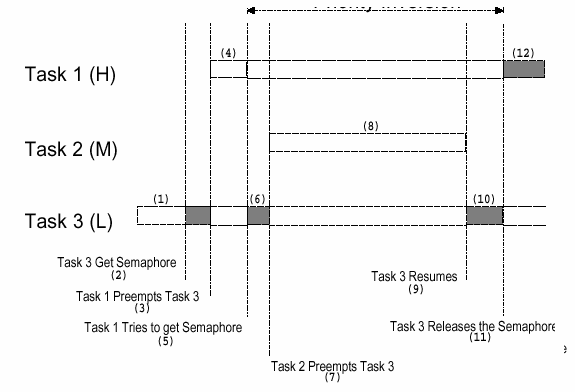 (4)
(12)
Task 1 (H)
(8)
Task 2 (M)
(1)
(6)
(10)
Task 3 (L)
Task 3 Get Semaphore
(2)
Task 3 Resumes
(9)
Task 1 Preempts Task 3
(3)
Task 1 Tries to get Semaphore
(5)
Task 3 Releases the Semaphore
(11)
Task 2 Preempts Task 3
(7)